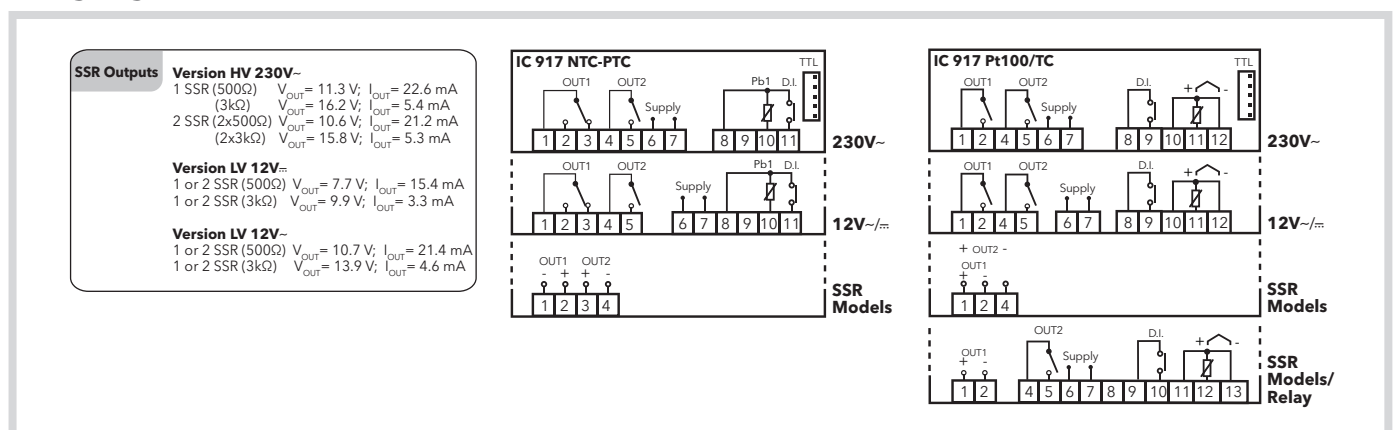 SSR Outputs
Version HV 230V~
1 SSR (500Ω) VOUT= 11.3 V; IOUT= 22.6 mA
(3kΩ) VOUT= 16.2 V; IOUT= 5.4 mA
2 SSR (2x500Ω) VOUT= 10.6 V; IOUT= 21.2 mA
(2x3kΩ) VOUT= 15.8 V; IOUT= 5.3 mA
Version LV 12V⎓
1 or 2 SSR (500Ω) VOUT= 7.7 V; IOUT= 15.4 mA
1 or 2 SSR (3kΩ) VOUT= 9.9 V; IOUT= 3.3 mA
Version LV 12V~
1 or 2 SSR (500Ω) VOUT= 10.7 V; IOUT= 21.4 mA
1 or 2 SSR (3kΩ) VOUT= 13.9 V; IOUT= 4.6 mA
IC 917 NTC-PTC TTL
OUT1 OUT2 Pb1 D.I.
Supply
1 2 3 4 5 6 7 8 9 10 11 230V~
OUT1 OUT2 Pb1 D.I.
Supply
1 2 3 4 5 6 7 8 9 10 11 12V~/⎓
OUT1 OUT2
- + + -
1 2 3 4
SSR
Models
IC 917 Pt100/TC TTL
OUT1 OUT2 D.I. + -
Supply
1 2 4 5 6 7 8 9 10 11 12 230V~
OUT1 OUT2 D.I. + -
Supply
1 2 4 5 6 7 8 9 10 11 12 12V~/⎓
+ OUT2 -
OUT1
+ -
1 2 4
SSR
Models
OUT2 D.I. + -
OUT1 Supply
+ -
1 2 4 5 6 7 8 9 10 11 12 13
SSR
Models/
Relay